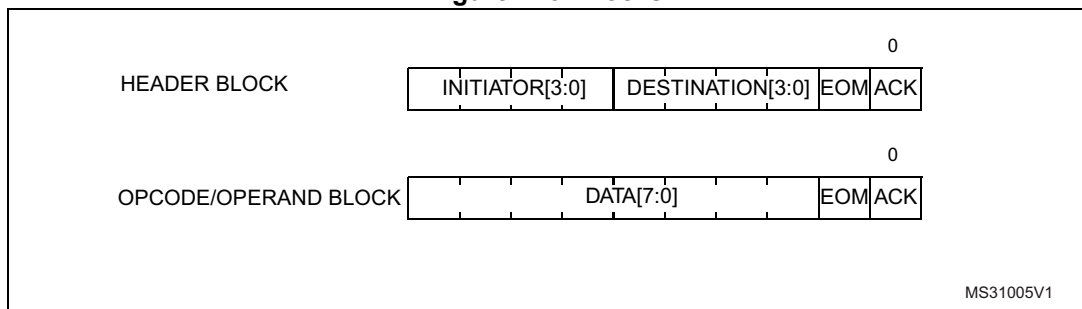 0
HEADER BLOCK INITIATOR[3:0] DESTINATION[3:0] EOM ACK
0
OPCODE/OPERAND BLOCK DATA[7:0] EOM ACK
MS31005V1